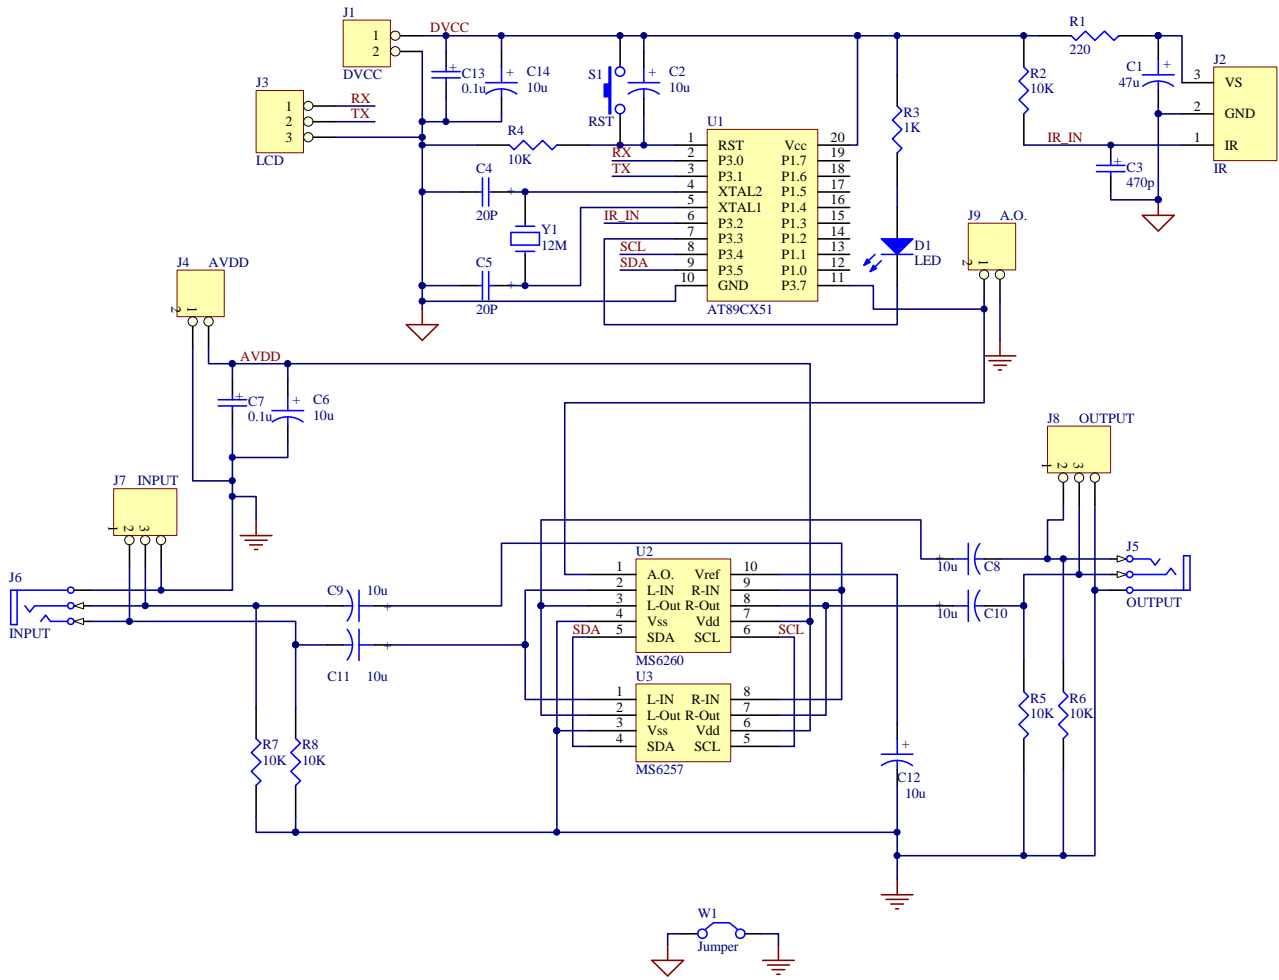 J1
1
2
DVCC
DVCC
J3
1
2
3
LCD
RX
TX
C13
0.1u
C14
10u
S1
RST
C2
10u
R4
10K
C4
20P
Y1
12M
C5
20P
U1
1 RST Vcc 20
2 P3.0 P1.7 19
3 P3.1 P1.6 18
4 XTAL2 P1.5 17
5 XTAL1 P1.4 16
6 P3.2 P1.3 15
7 P3.3 P1.2 14
8 P3.4 P1.1 13
9 P3.5 P1.0 12
10 GND P3.7 11
AT89CX51
RX
TX
IR_IN
SCL
SDA
R3
1K
D1
LED
R1
220
R2
10K
C1
47u
IR_IN
C3
470p
J2
3 VS
2 GND
1 IR
IR
J9 A.O.
1
2
J4 AVDD
1
2
AVDD
C7
0.1u
C6
10u
J7 INPUT
1
2
3
J6
INPUT
C9 10u
C11 10u
R7
10K
R8
10K
U2
1 A.O. Vref 10
2 L-IN R-IN 9
3 L-Out R-Out 8
4 Vss Vdd 7
5 SDA SCL 6
MS6260
SDA
SCL
U3
1 L-IN R-IN 8
2 L-Out R-Out 7
3 Vss Vdd 6
4 SDA SCL 5
MS6257
C12
10u
10u C8
10u C10
J8 OUTPUT
1
2
3
J5
OUTPUT
R5
10K
R6
10K
W1
Jumper